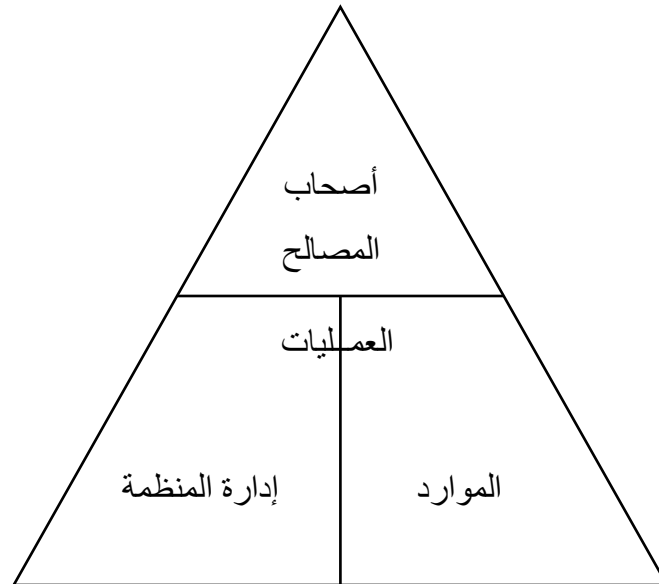 أصحاب
المصالح
العمليات
الموارد
إدارة المنظمة